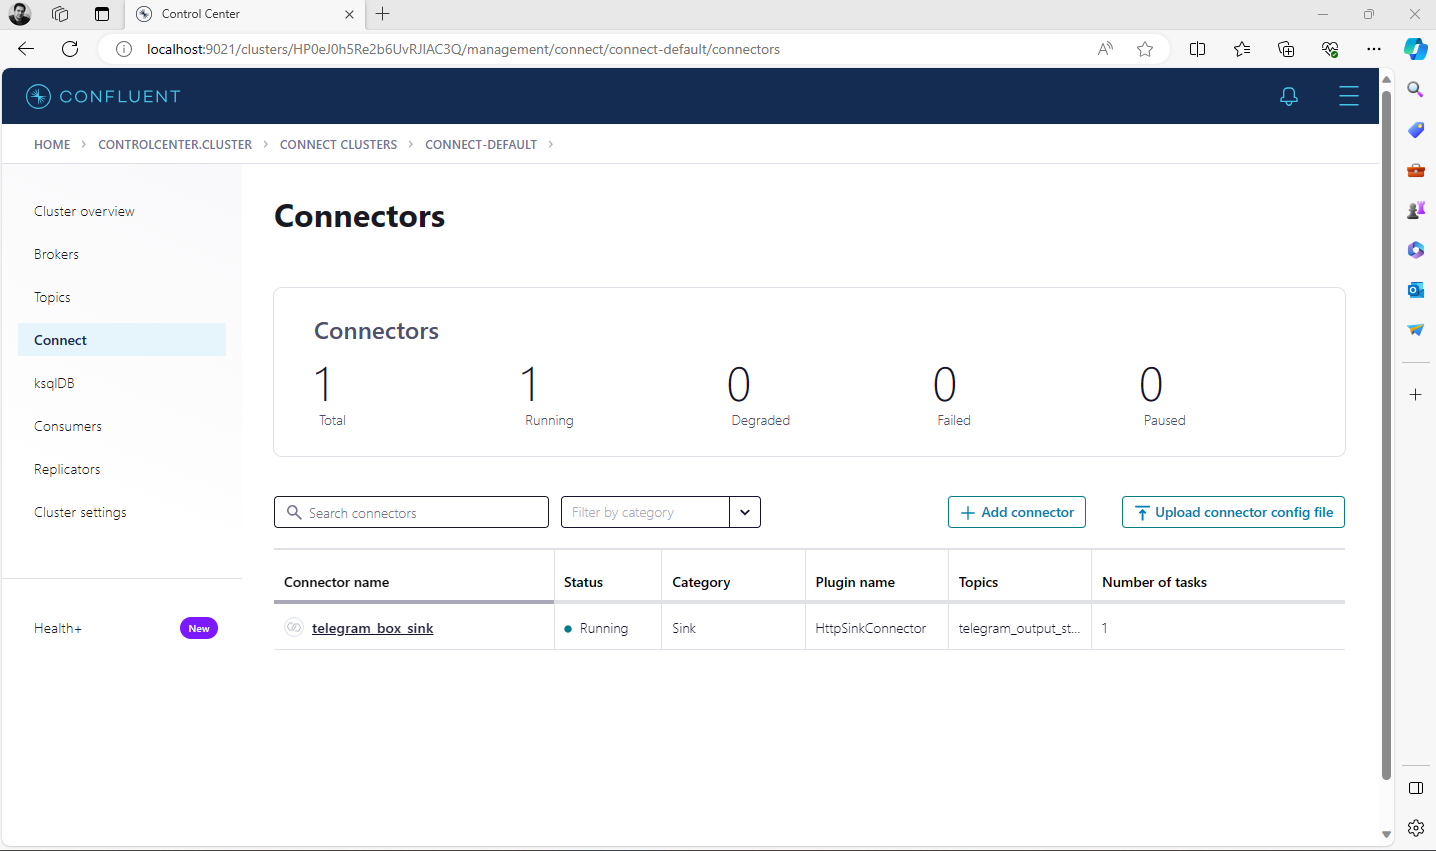 Control Center
localhost:9021/clusters/HP0eJ0h5Re2b6UvRJIAC3Q/management/connect/connect-default/connectors
CONFLUENT
HOME > CONTROLCENTER.CLUSTER > CONNECT CLUSTERS > CONNECT-DEFAULT >
Cluster overview
Brokers
Topics
Connect
ksqlDB
Consumers
Replicators
Cluster settings
Health+ New
Connectors
Connectors
1 1 0 0 0
Total Running Degraded Failed Paused
Search connectors Filter by category Add connector Upload connector config file
Connector name Status Category Plugin name Topics Number of tasks
telegram_box_sink Running Sink HttpSinkConnector telegram_output_st... 1